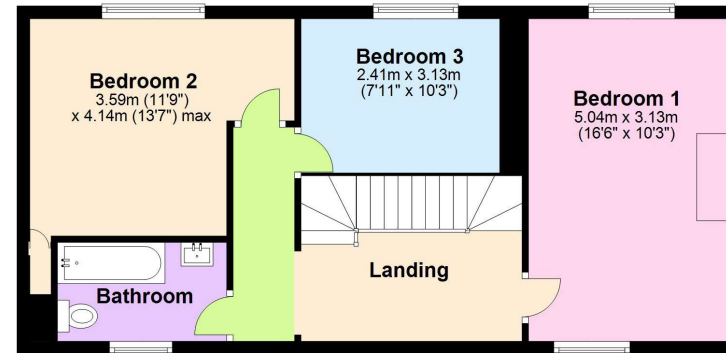 Bedroom 2
3.59m (11'9")
x 4.14m (13'7") max
Bedroom 3
2.41m x 3.13m
(7'11" x 10'3")
Bedroom 1
5.04m x 3.13m
(16'6" x 10'3")
Landing
Bathroom